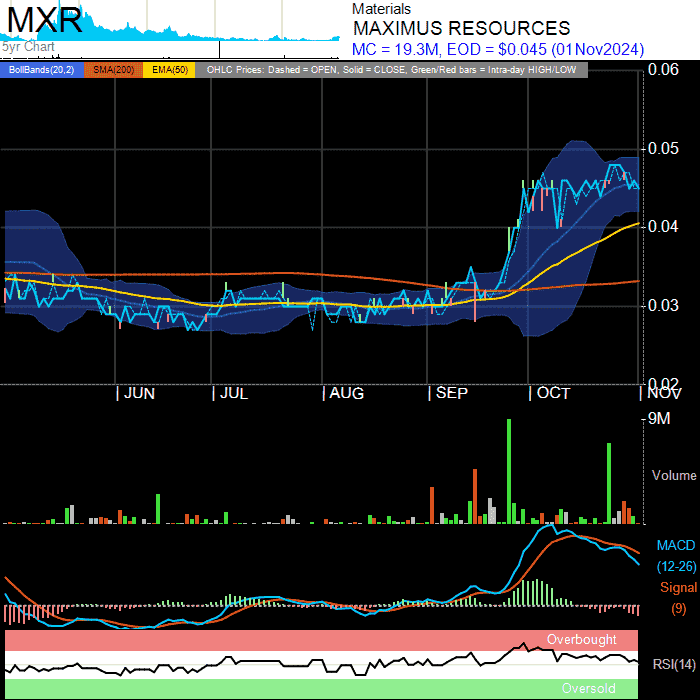 MXR
Materials
MAXIMUS RESOURCES
MC = 19.3M, EOD = $0.045 (01Nov2024)
5yr Chart
BollBands(20,2) SMA(200) EMA(50) OHLC Prices: Dashed = OPEN, Solid = CLOSE, Green/Red bars = Intra-day HIGH/LOW
0.06
0.05
0.04
0.03
0.02
JUN JUL AUG SEP OCT NOV
9M
Volume
MACD
(12-26)
Signal
(9)
Overbought
RSI(14)
Oversold